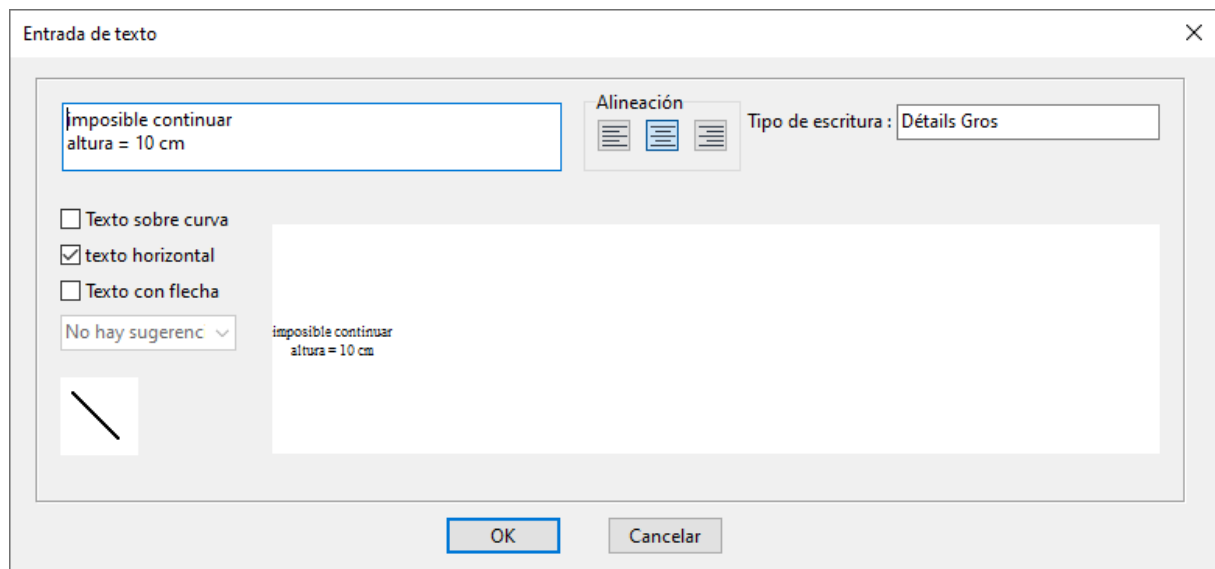 Entrada de texto
imposible continuar
altura = 10 cm
Alineación
Tipo de escritura : Détails Gros
Texto sobre curva
texto horizontal
Texto con flecha
No hay sugerenc
imposible continuar
altura = 10 cm
OK
Cancelar